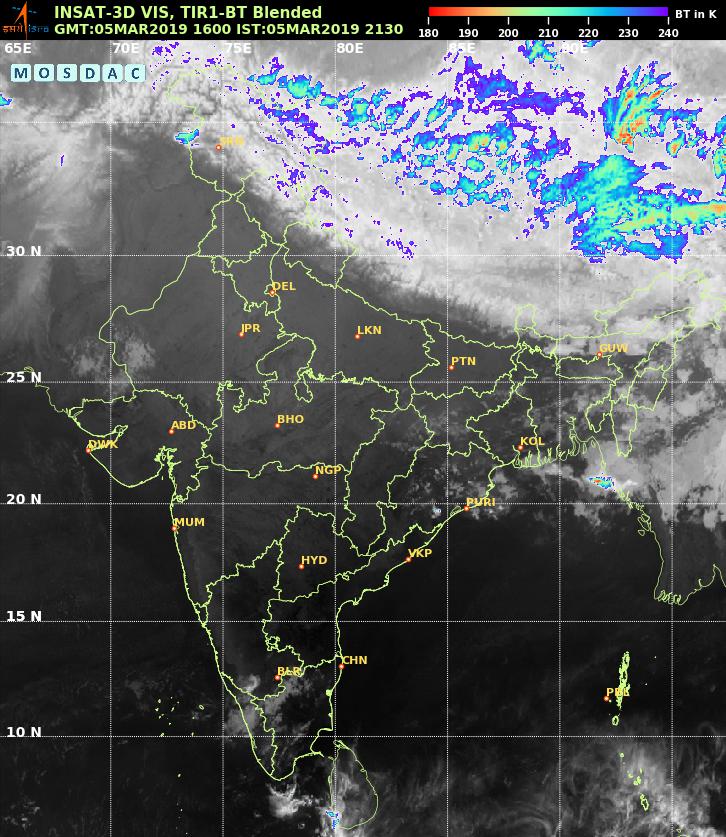 INSAT-3D VIS, TIR1-BT Blended
GMT:05MAR2019 1600 IST:05MAR2019 2130
BT in K
180 190 200 210 220 230 240
65E 70E 75E 80E 85E 90E
M O S D A C
SRN
30 N
DEL
JPR
LKN
GUW
PTN
25 N
ABD
BHO
DWK
KOL
NGP
20 N
PURI
MUM
VKP
HYD
15 N
CHN
BLR
PBL
10 N